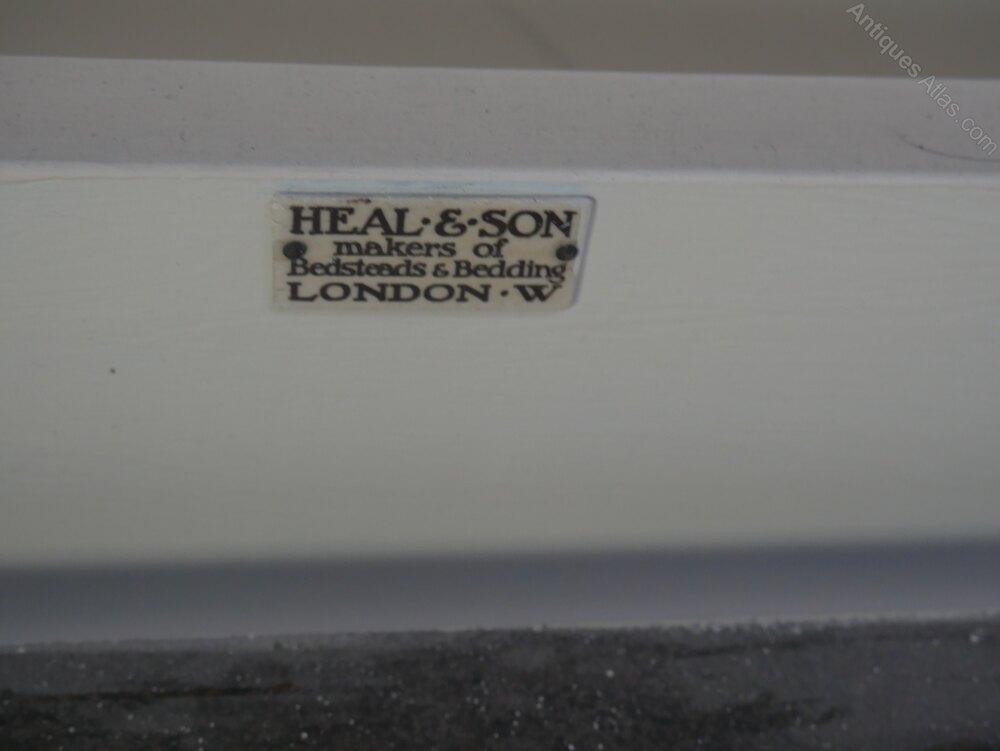 Antiques Atlas.com
HEAL·&·SON
makers of
Bedsteads & Bedding
LONDON·W